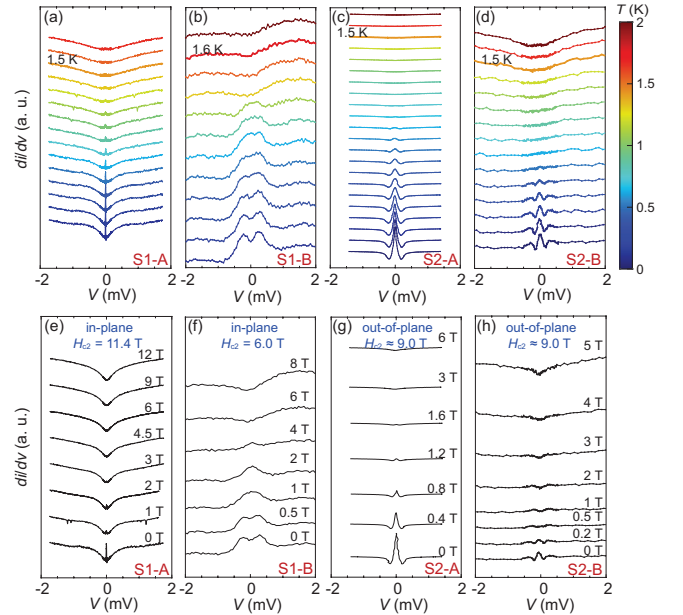 (a)
(b)
(c)
(d)
T (K)
1.5 K
1.6 K
1.5 K
1.5 K
2
1.5
1
0.5
0
di/dv (a. u.)
S1-A
S1-B
S2-A
S2-B
-2 0 2
-2 0 2
-2 0 2
-2 0 2
V (mV)
V (mV)
V (mV)
V (mV)
(e)
in-plane
Hc2 = 11.4 T
12 T
9 T
6 T
4.5 T
3 T
2 T
1 T
0 T
S1-A
(f)
in-plane
Hc2 = 6.0 T
8 T
6 T
4 T
2 T
1 T
0.5 T
0 T
S1-B
(g)
out-of-plane
Hc2 ≈ 9.0 T
6 T
3 T
1.6 T
1.2 T
0.8 T
0.4 T
0 T
S2-A
(h)
out-of-plane
Hc2 ≈ 9.0 T
5 T
4 T
3 T
2 T
1 T
0.5 T
0.2 T
0 T
S2-B
di/dv (a. u.)
-2 0 2
-2 0 2
-2 0 2
-2 0 2
V (mV)
V (mV)
V (mV)
V (mV)